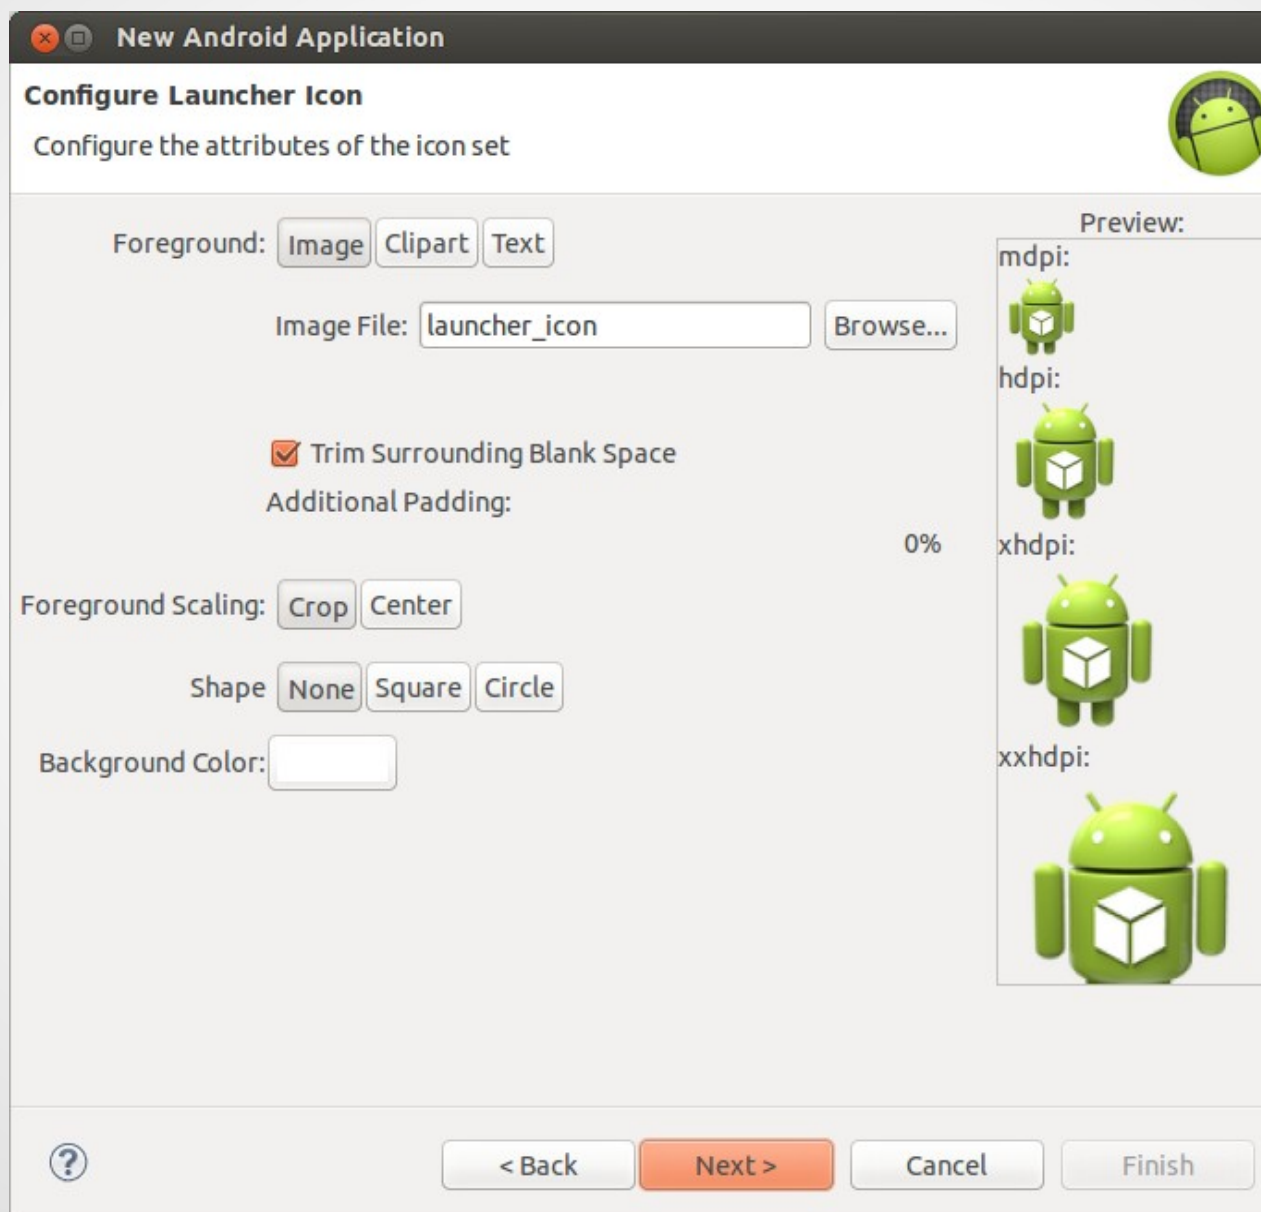 New Android Application
Configure Launcher Icon
Configure the attributes of the icon set
Foreground: Image Clipart Text
Image File: launcher_icon Browse...
Trim Surrounding Blank Space
Additional Padding:
0%
Foreground Scaling: Crop Center
Shape None Square Circle
Background Color:
Preview:
mdpi:
hdpi:
xhdpi:
xxhdpi:
? < Back Next > Cancel Finish